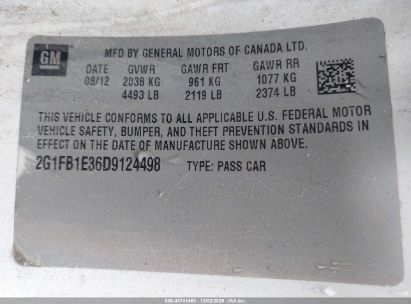 GM
MFD BY GENERAL MOTORS OF CANADA LTD.
DATE GVWR GAWR FRT GAWR RR
08/12 2038 KG 961 KG 1077 KG
4493 LB 2119 LB 2374 LB
THIS VEHICLE CONFORMS TO ALL APPLICABLE U.S. FEDERAL MOTOR
VEHICLE SAFETY, BUMPER, AND THEFT PREVENTION STANDARDS IN
EFFECT ON THE DATE OF MANUFACTURE SHOWN ABOVE.
2G1FB1E36D9124498 TYPE: PASS CAR